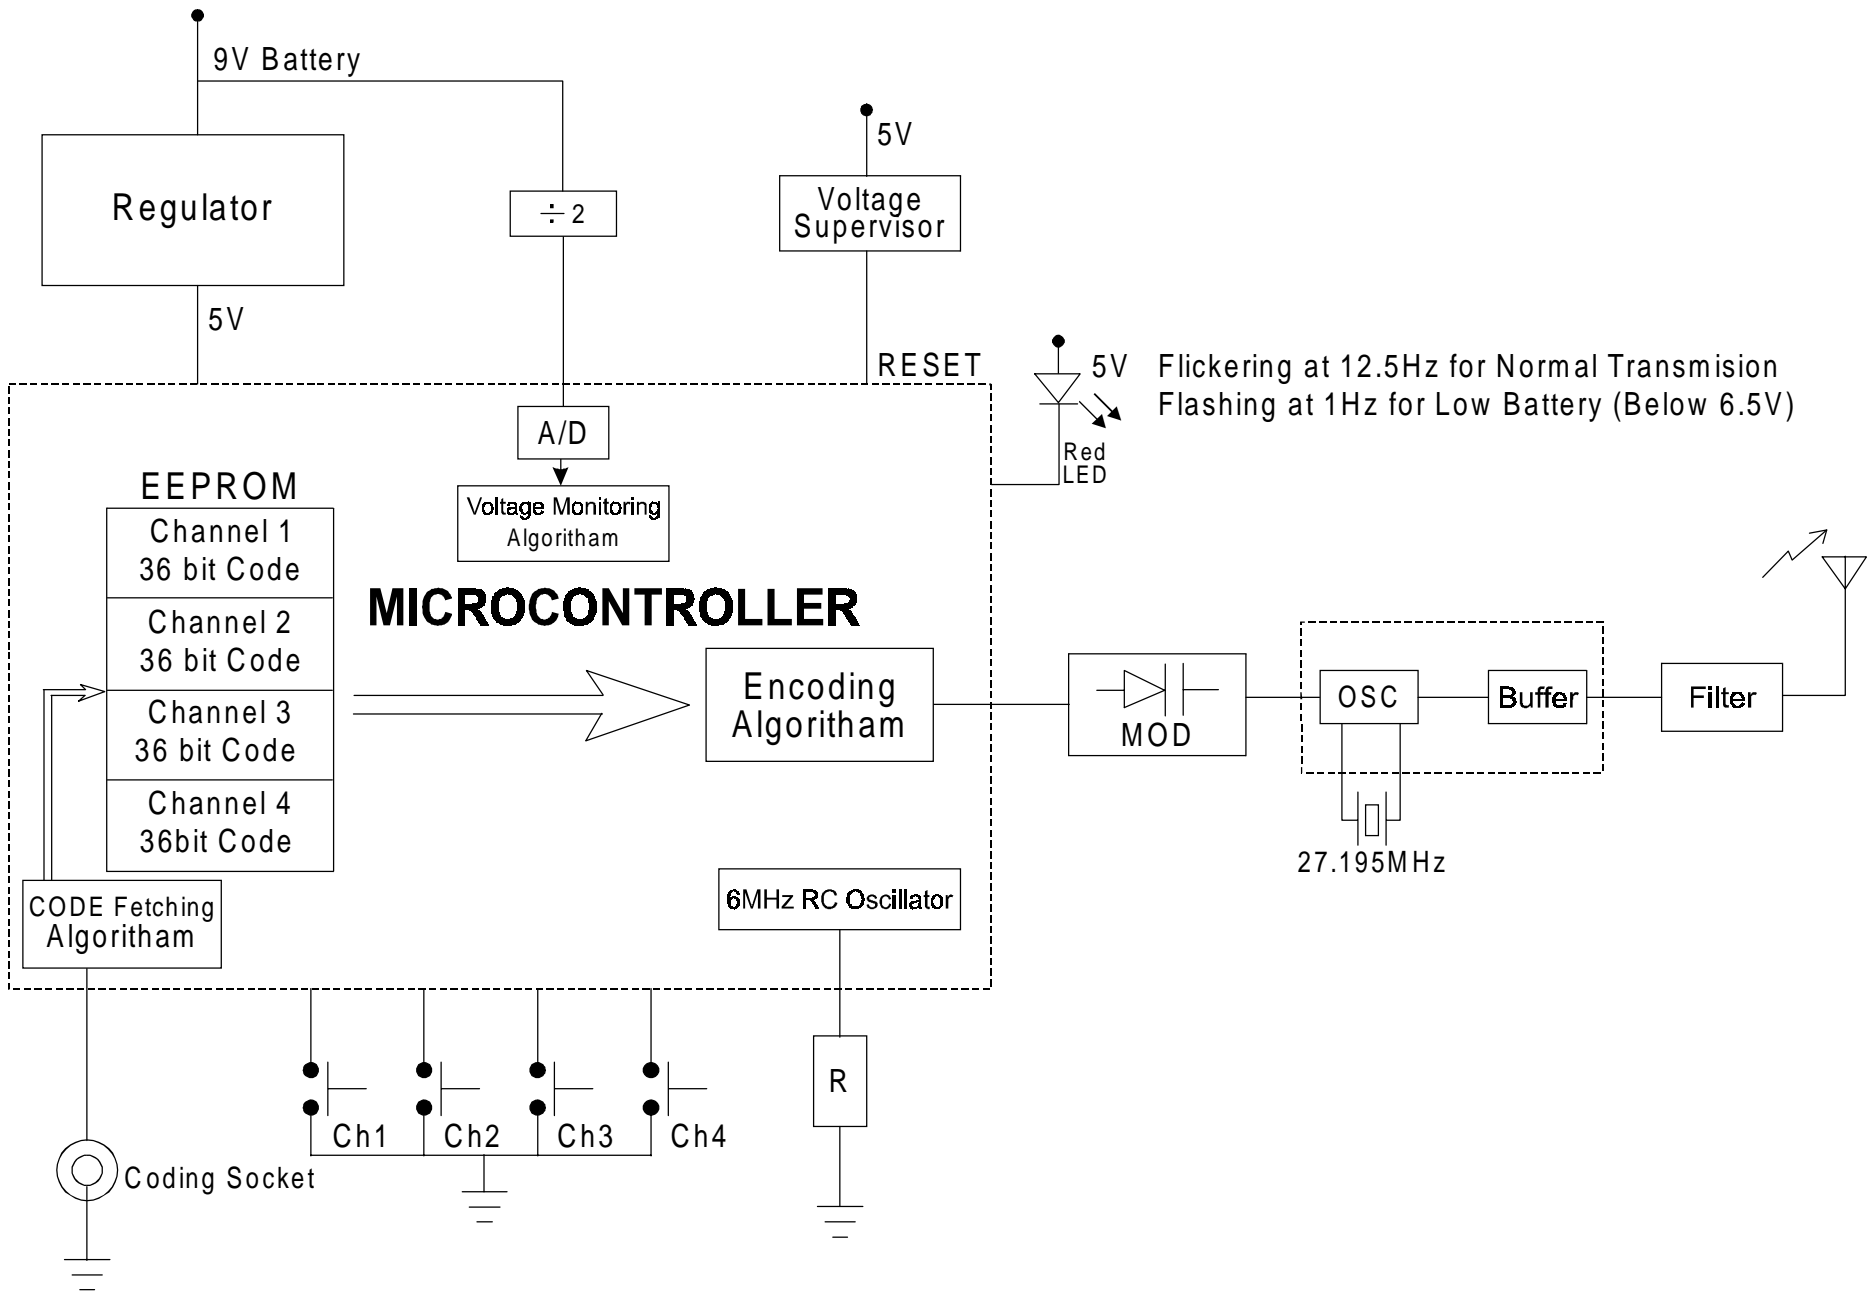 9V Battery
5V
Regulator
÷ 2
Voltage
Supervisor
5V
RESET
5V
Flickering at 12.5Hz for Normal Transmision
Flashing at 1Hz for Low Battery (Below 6.5V)
A/D
Red
LED
EEPROM
Voltage Monitoring
Algoritham
Channel 1
36 bit Code
MICROCONTROLLER
Channel 2
36 bit Code
Channel 3
36 bit Code
Channel 4
36bit Code
Encoding
Algoritham
MOD
OSC
Buffer
Filter
27.195MHz
CODE Fetching
Algoritham
6MHz RC Oscillator
R
Ch1
Ch2
Ch3
Ch4
Coding Socket